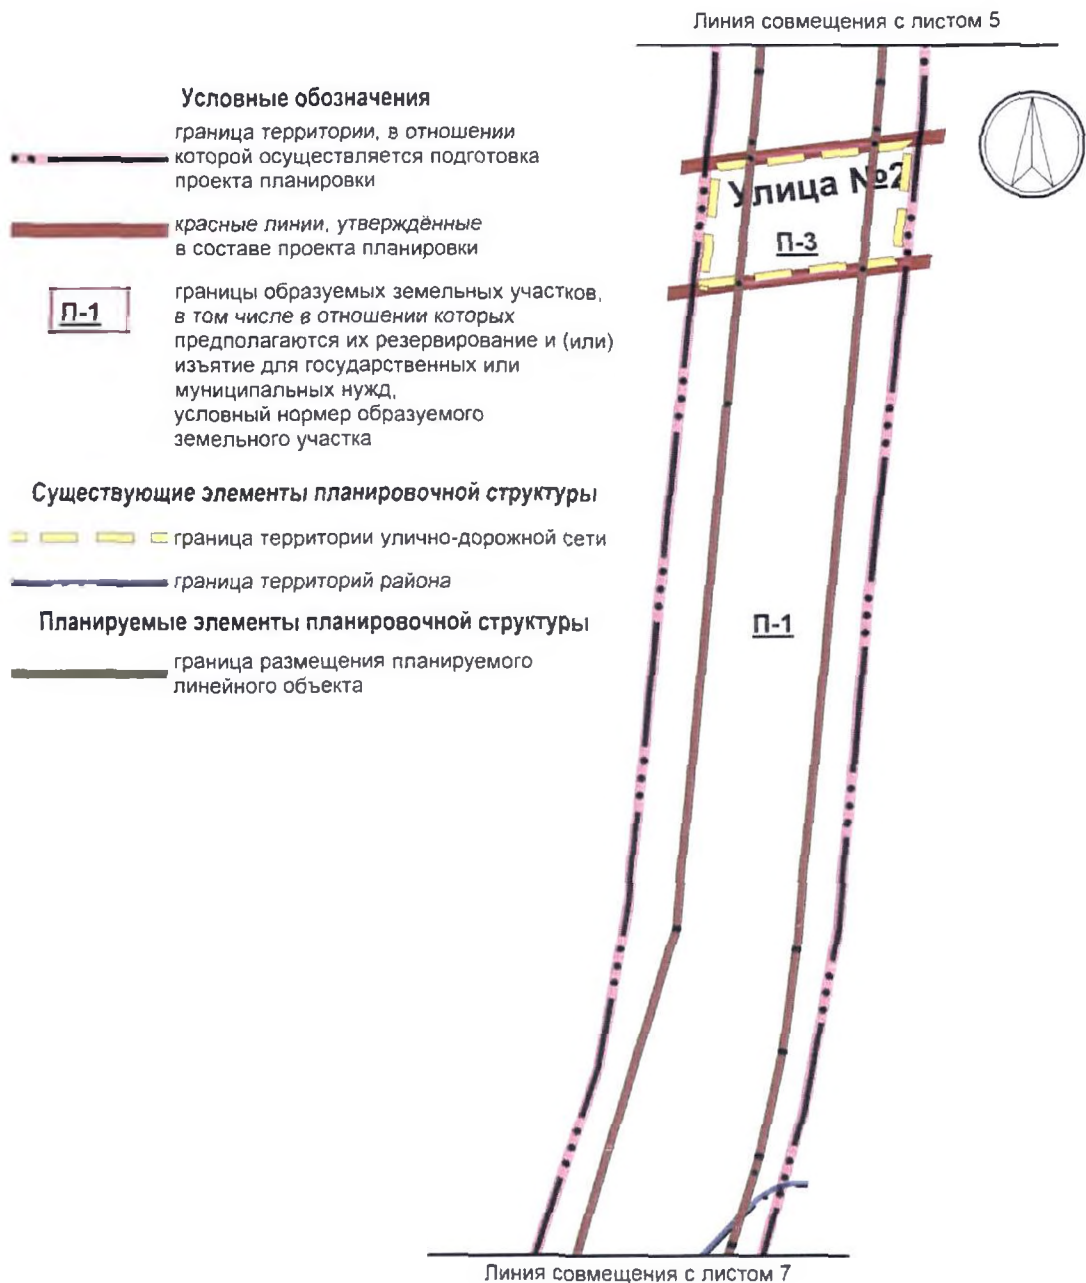 Линия совмещения с листом 5
Условные обозначения
граница территории, в отношении
которой осуществляется подготовка
проекта планировки
красные линии, утверждённые
в составе проекта планировки
П-1
границы образуемых земельных участков,
в том числе в отношении которых
предполагаются их резервирование и (или)
изъятие для государственных или
муниципальных нужд,
условный нормер образуемого
земельного участка
Существующие элементы планировочной структуры
граница территории улично-дорожной сети
граница территорий района
Планируемые элементы планировочной структуры
граница размещения планируемого
линейного объекта
Улица №2
П-3
П-1
Линия совмещения с листом 7